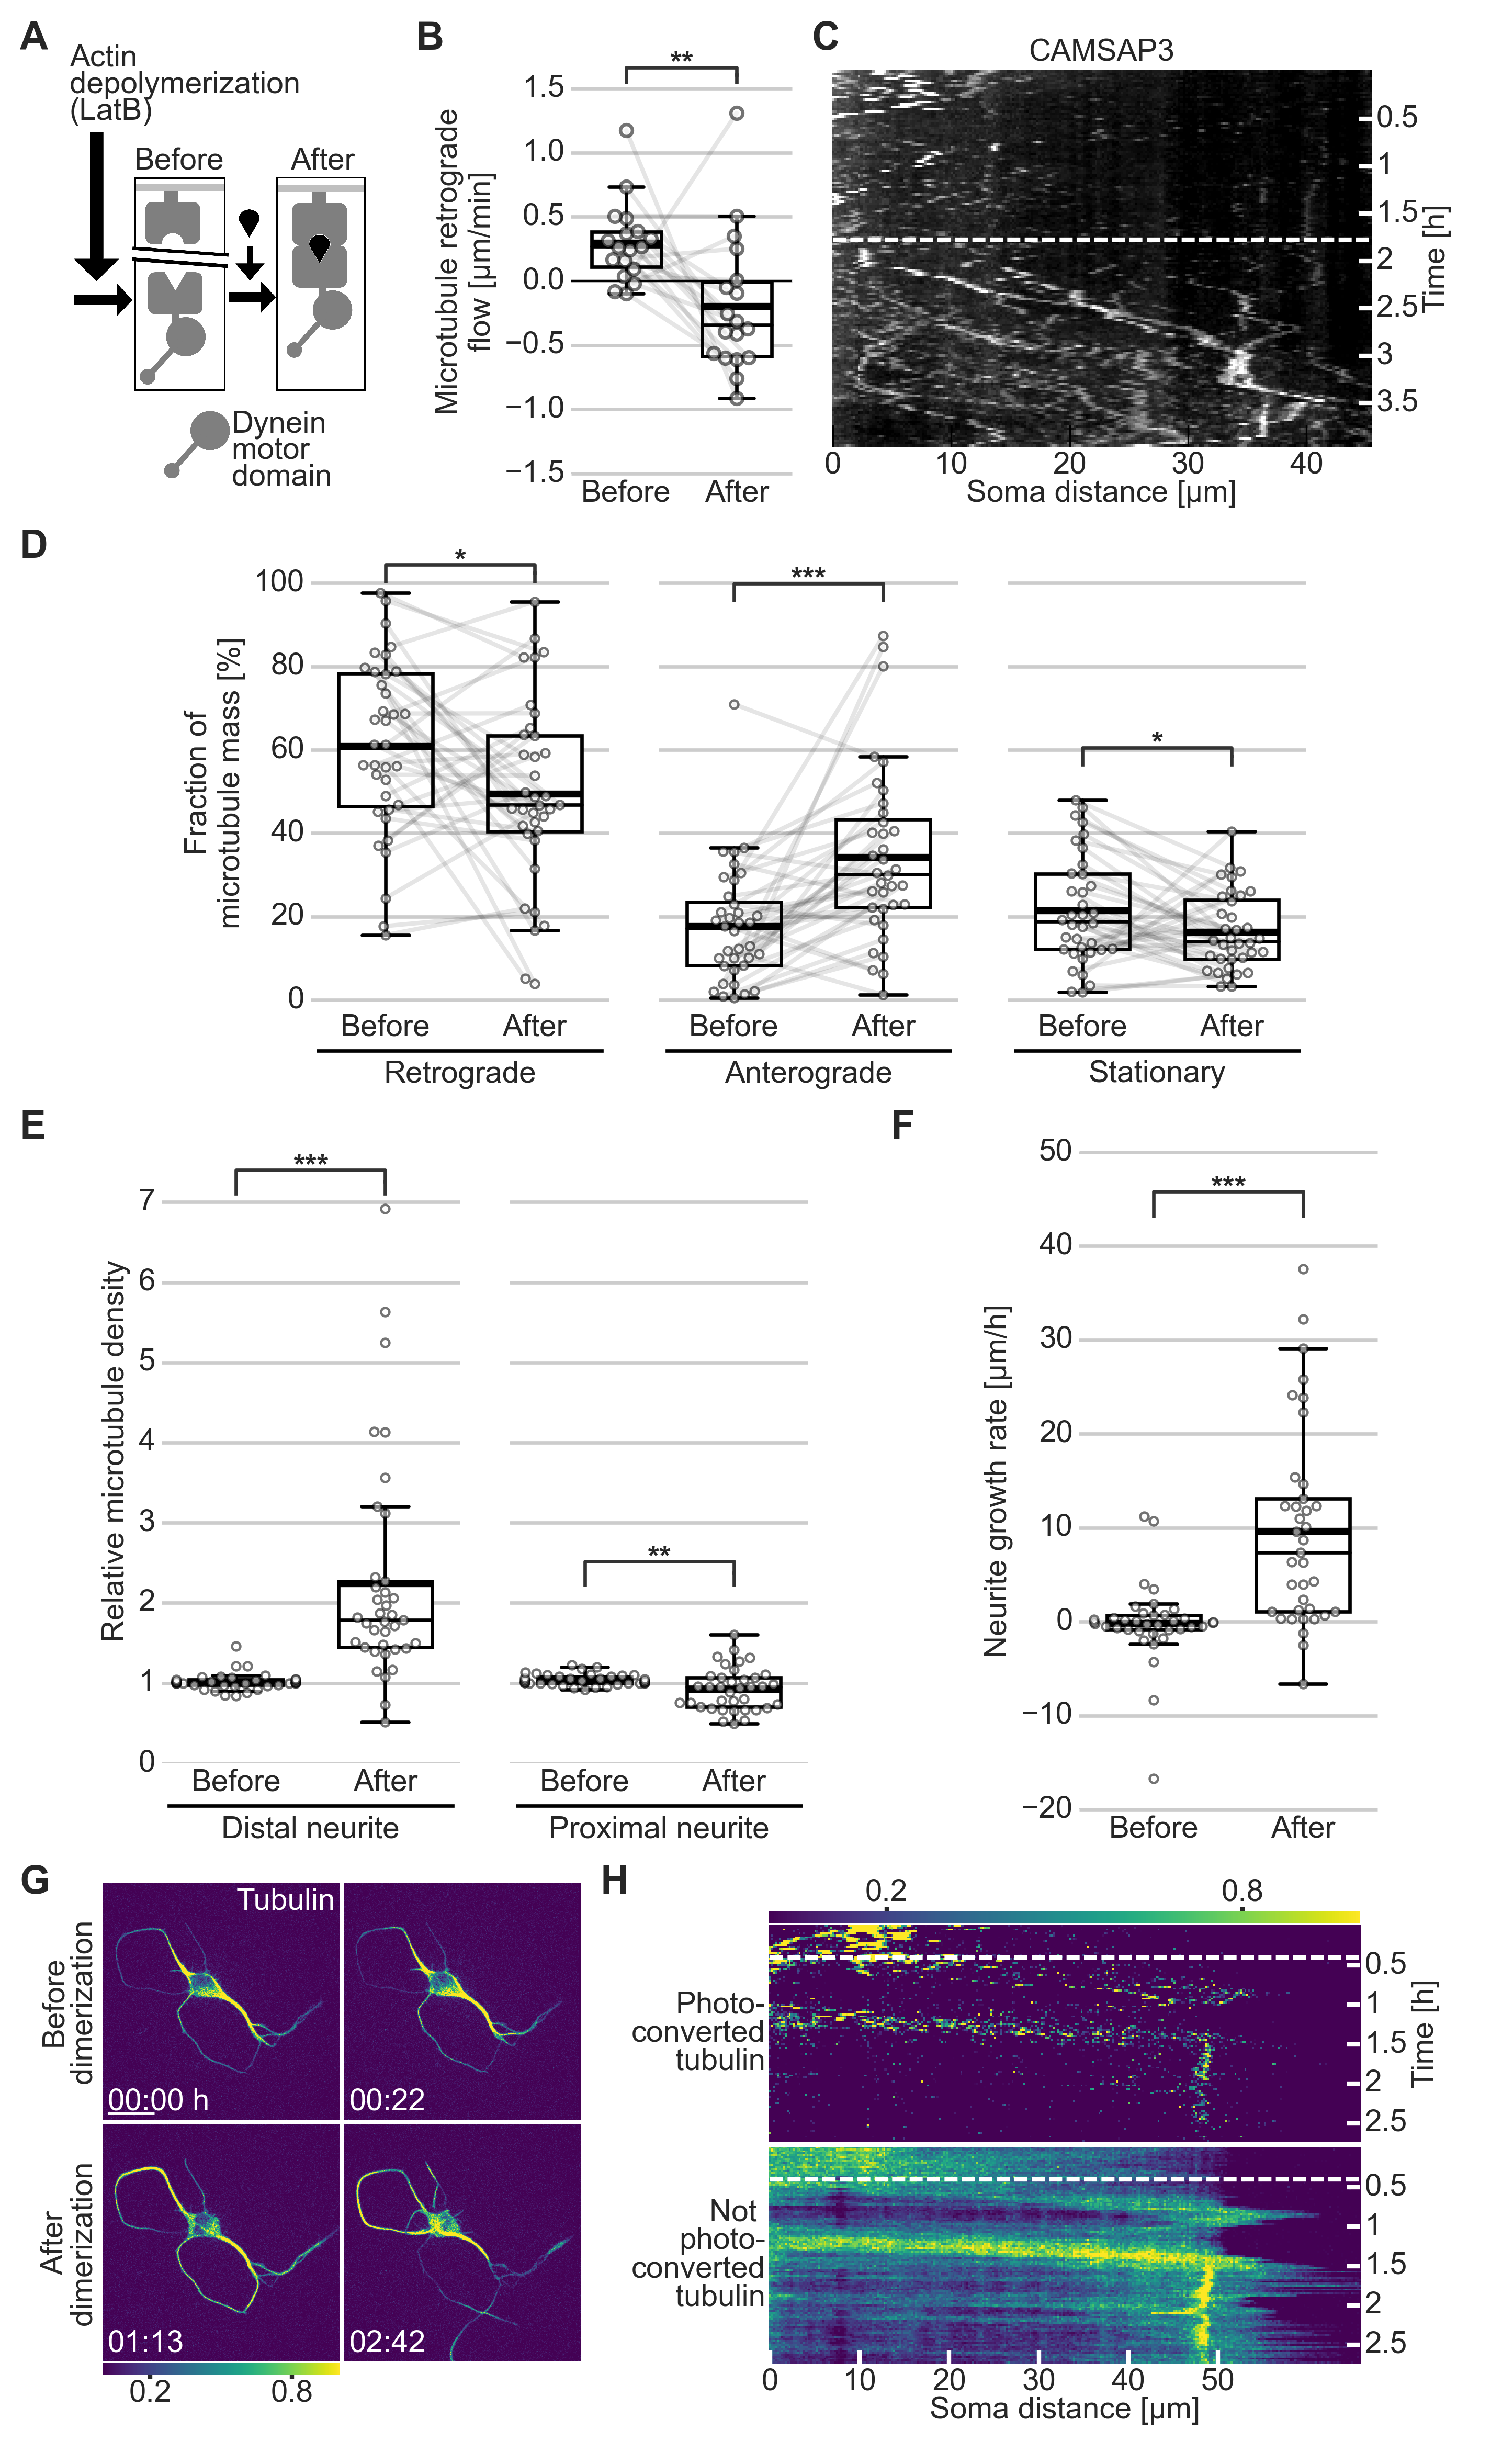 A
Actin
depolymerization
(LatB)
Before
After
Dynein
motor
domain
B
**
Microtubule retrograde
flow [µm/min]
1.5
1.0
0.5
0.0
−0.5
−1.0
−1.5
Before
After
C
CAMSAP3
0.5
1
1.5
2
2.5
3
3.5
Time [h]
0
10
20
30
40
Soma distance [µm]
D
Fraction of
microtubule mass [%]
100
80
60
40
20
0
*
***
*
Before
After
Before
After
Before
After
Retrograde
Anterograde
Stationary
E
Relative microtubule density
7
6
5
4
3
2
1
0
***
**
Before
After
Before
After
Distal neurite
Proximal neurite
F
Neurite growth rate [µm/h]
50
40
30
20
10
0
−10
−20
***
Before
After
G
Before
dimerization
Tubulin
00:00 h
00:22
After
dimerization
01:13
02:42
0.2
0.8
H
0.2
0.8
Photo-
converted
tubulin
0.5
1
1.5
2
2.5
Time [h]
Not
photo-
converted
tubulin
0.5
1
1.5
2
2.5
0
10
20
30
40
50
Soma distance [µm]